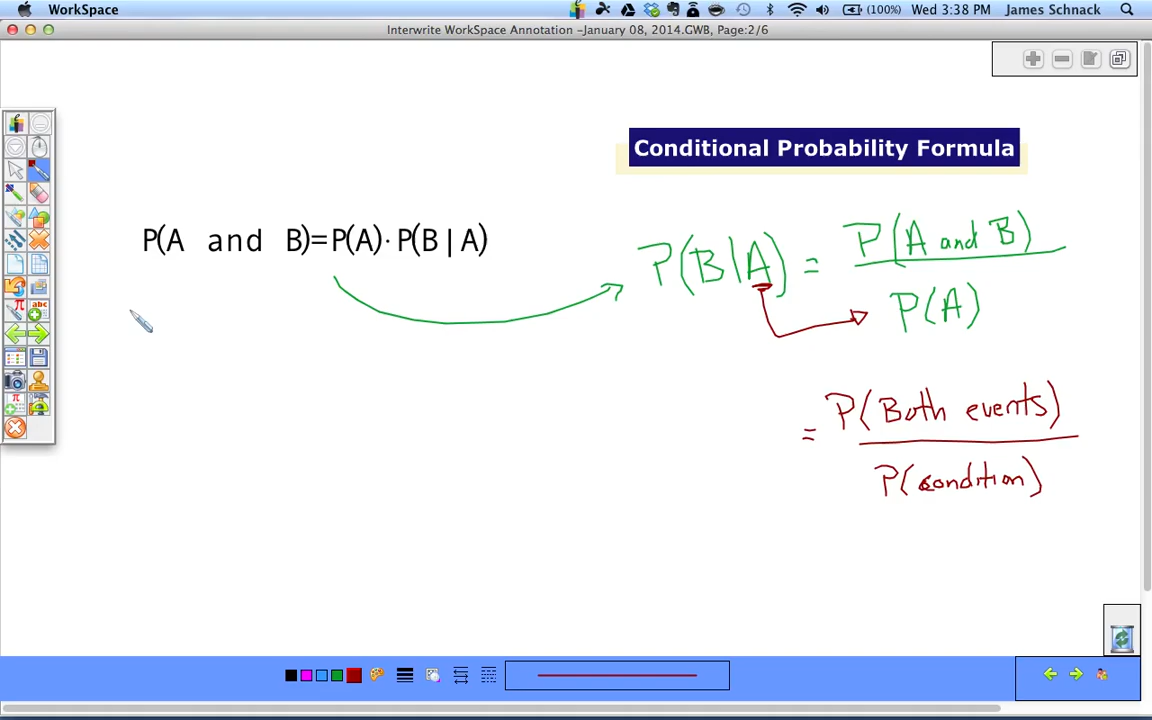 WorkSpace (100%) Wed 3:38 PM James Schnack
Interwrite WorkSpace Annotation –January 08, 2014.GWB, Page:2/6
Conditional Probability Formula
P(A and B)=P(A)·P(B|A)
P(B|A) = P(A and B)
P(A)
= P(Both events)
P(condition)
π
abc
π